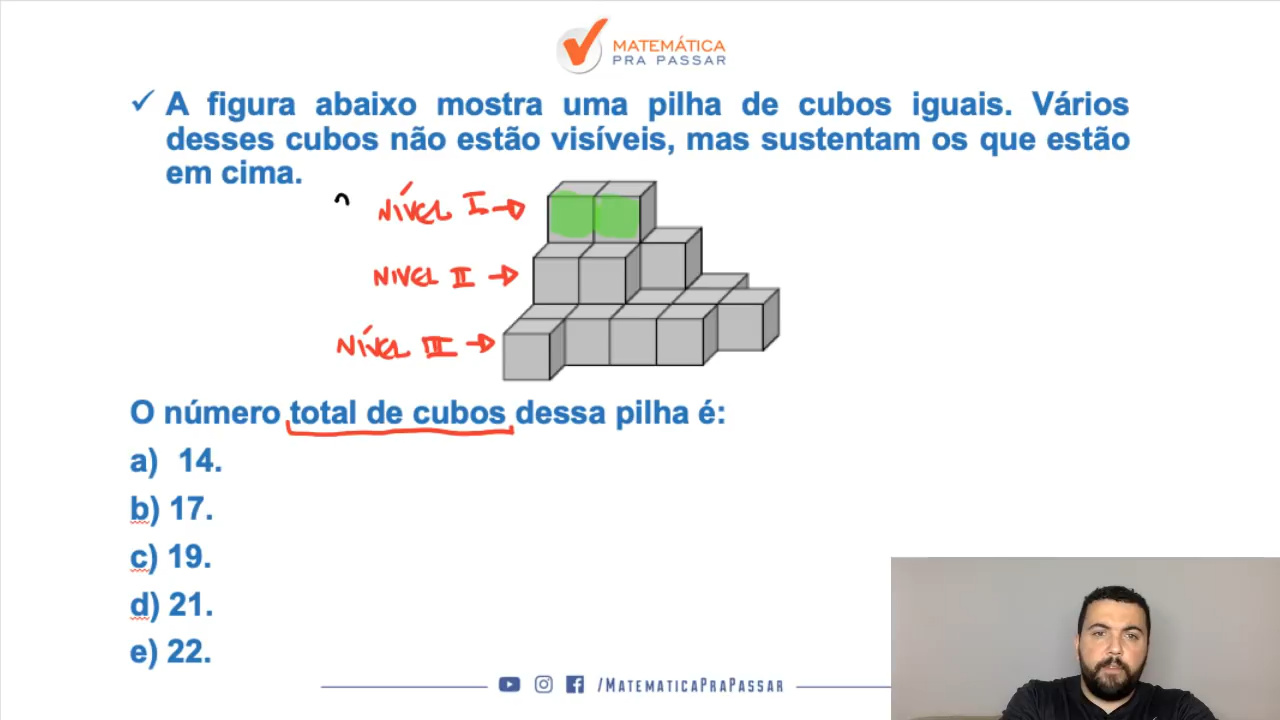 MATEMÁTICA
PRA PASSAR
✓ A figura abaixo mostra uma pilha de cubos iguais. Vários
desses cubos não estão visíveis, mas sustentam os que estão
em cima.
NÍVEL I →
NIVEL II →
NÍVEL III →
O número total de cubos dessa pilha é:
a) 14.
b) 17.
c) 19.
d) 21.
e) 22.
/MATEMATICAPRAPASSAR